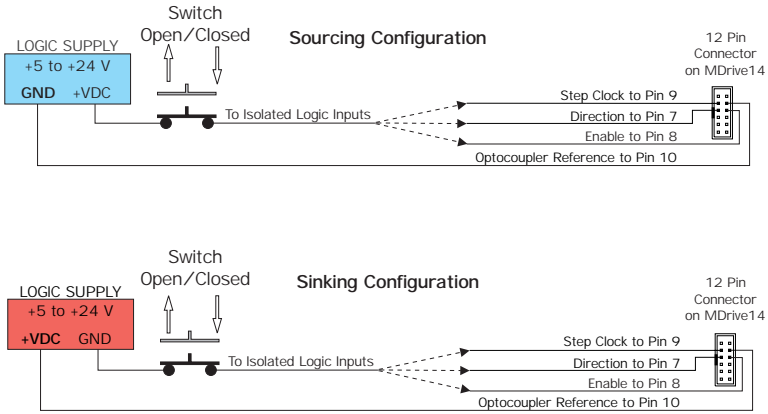 Switch
Open/Closed
Sourcing Configuration
12 Pin
Connector
on MDrive14
LOGIC SUPPLY
+5 to +24 V
GND +VDC
To Isolated Logic Inputs
Step Clock to Pin 9
Direction to Pin 7
Enable to Pin 8
Optocoupler Reference to Pin 10
Switch
Open/Closed
Sinking Configuration
12 Pin
Connector
on MDrive14
LOGIC SUPPLY
+5 to +24 V
+VDC GND
To Isolated Logic Inputs
Step Clock to Pin 9
Direction to Pin 7
Enable to Pin 8
Optocoupler Reference to Pin 10